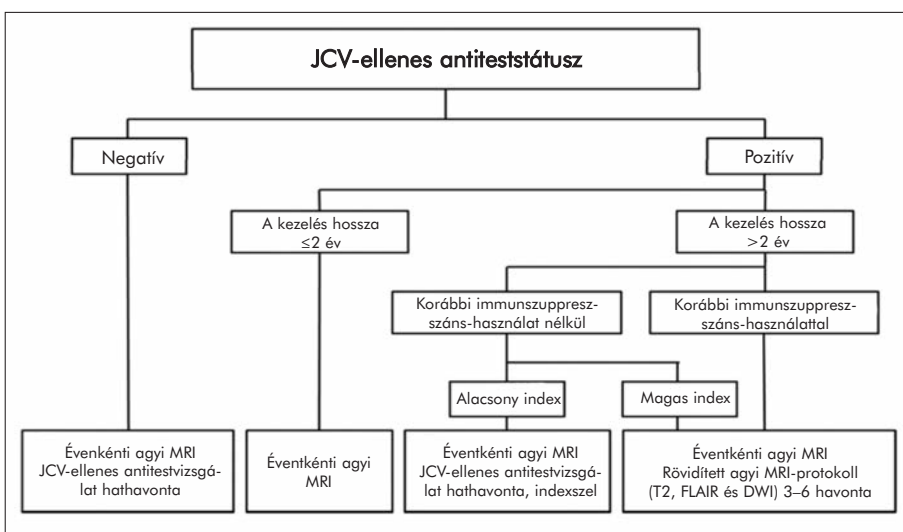 JCV-ellenes antiteststátusz
Negatív
Pozitív
A kezelés hossza
≤2 év
A kezelés hossza
>2 év
Korábbi immunszuppresz-
száns-használat nélkül
Korábbi immunszuppresz-
száns-használattal
Alacsony index
Magas index
Évenkénti agyi MRI
JCV-ellenes antitestvizsgá-
lat hathavonta
Éventkénti agyi
MRI
Éventkénti agyi MRI
JCV-ellenes antitestvizsgá-
lat hathavonta, indexszel
Éventkénti agyi MRI
Rövidített agyi MRI-protokoll
(T2, FLAIR és DWI) 3–6 havonta